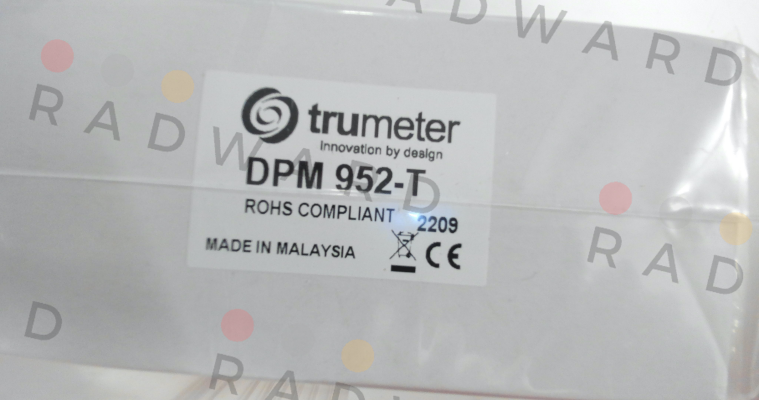 RADWARD
trumeter
innovation by design
DPM 952-T
ROHS COMPLIANT 2209
MADE IN MALAYSIA CE
RADWARD
RAD
D
RAD